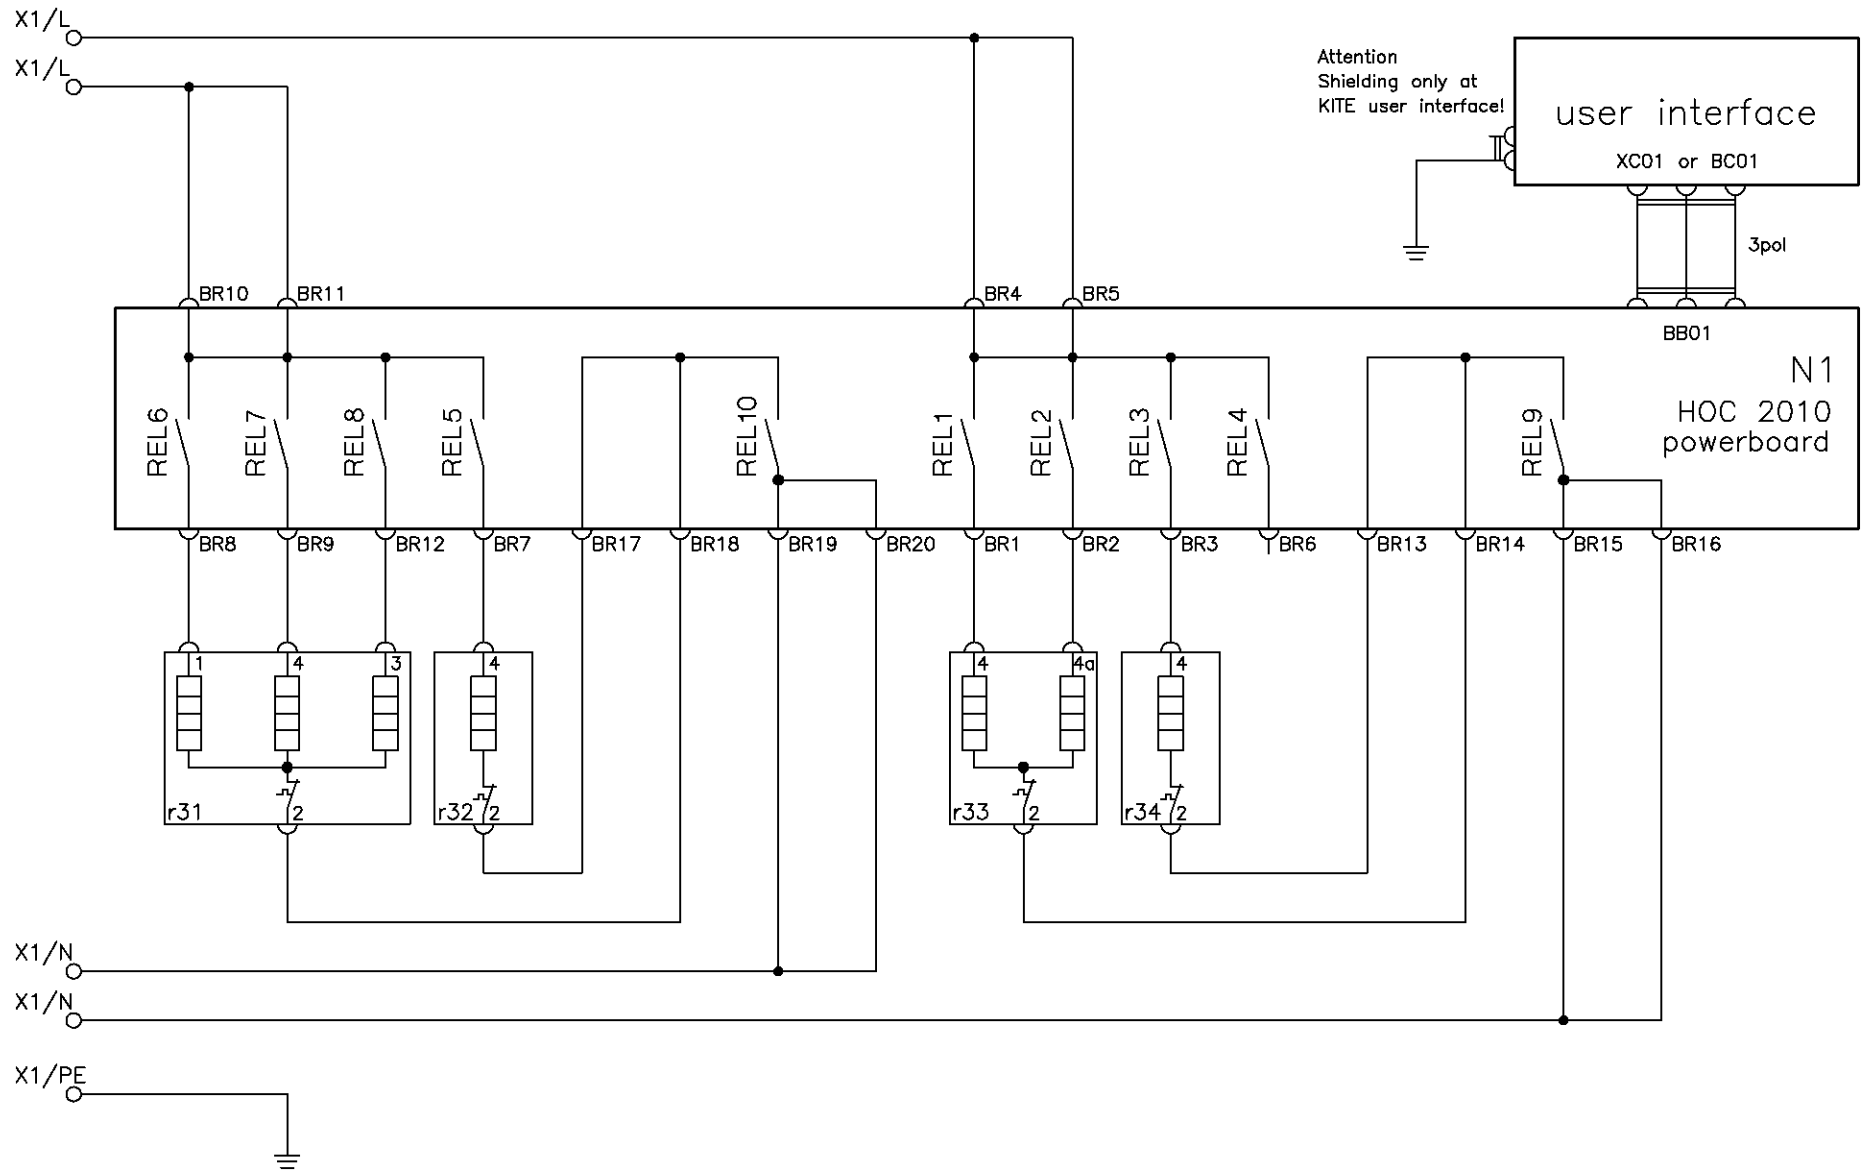 X1/L
X1/L
Attention
Shielding only at
KITE user interface!
user interface
XC01 or BC01
3pol
BR10
BR11
BR4
BR5
BB01
N1
HOC 2010
powerboard
REL6
REL7
REL8
REL5
REL10
REL1
REL2
REL3
REL4
REL9
BR8
BR9
BR12
BR7
BR17
BR18
BR19
BR20
BR1
BR2
BR3
BR6
BR13
BR14
BR15
BR16
1
4
3
4
4
4a
4
r31
2
r32
2
r33
2
r34
2
X1/N
X1/N
X1/PE